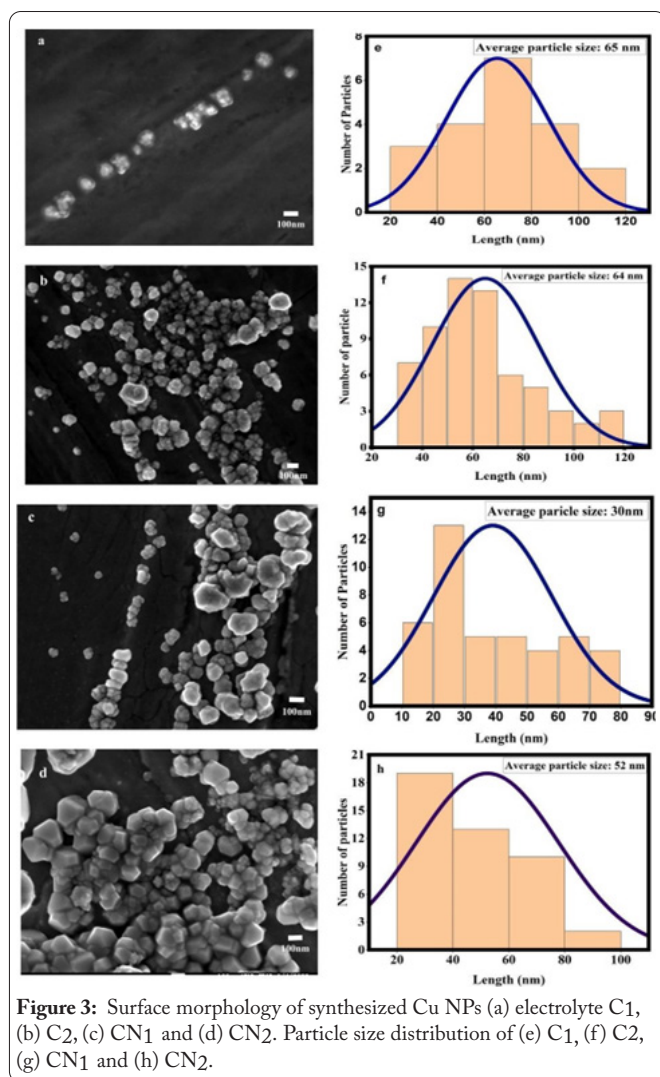 a
100nm
e
Average particle size: 65 nm
8
6
4
2
0
20 40 60 80 100 120
Number of Particles
Length (nm)
b
100nm
f
Average particle size: 64 nm
15
12
9
6
3
0
20 40 60 80 100 120
Number of particle
Length (nm)
c
100nm
g
Average paricle size: 30nm
14
12
10
8
6
4
2
0
0 10 20 30 40 50 60 70 80 90
Number of Particles
Length (nm)
d
100nm
h
Average particle size: 52 nm
21
18
15
12
9
6
3
0
20 40 60 80 100
Number of particles
Length (nm)
Figure 3: Surface morphology of synthesized Cu NPs (a) electrolyte C1,
(b) C2, (c) CN1 and (d) CN2. Particle size distribution of (e) C1, (f) C2,
(g) CN1 and (h) CN2.